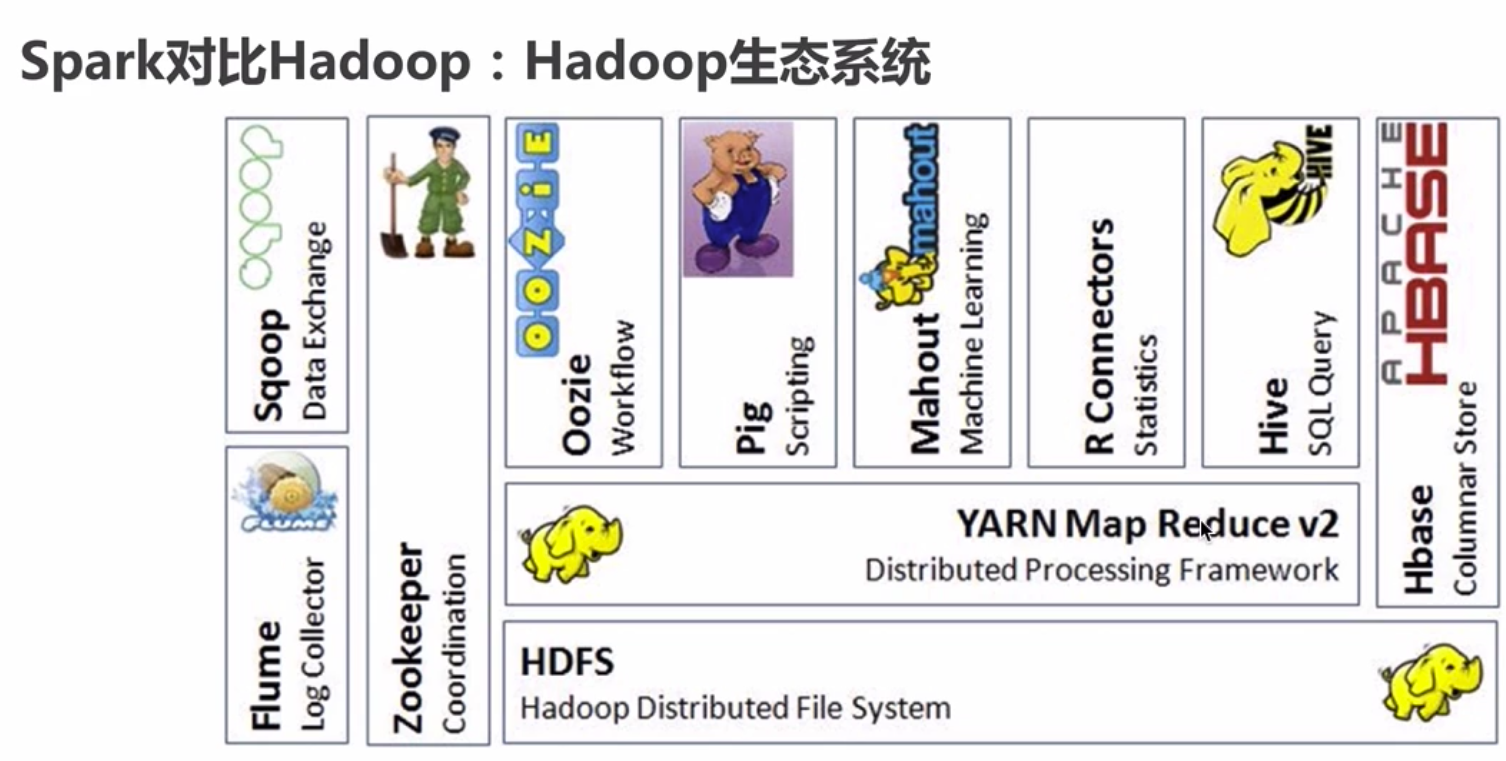 Spark对比Hadoop：Hadoop生态系统
sqoop
Sqoop
Data Exchange
FLUME
Flume
Log Collector
Zookeeper
Coordination
OOZIE
Oozie
Workflow
Pig
Scripting
mahout
Mahout
Machine Learning
R Connectors
Statistics
HIVE
Hive
SQL Query
APACHE
HBASE
Hbase
Columnar Store
YARN Map Reduce v2
Distributed Processing Framework
HDFS
Hadoop Distributed File System